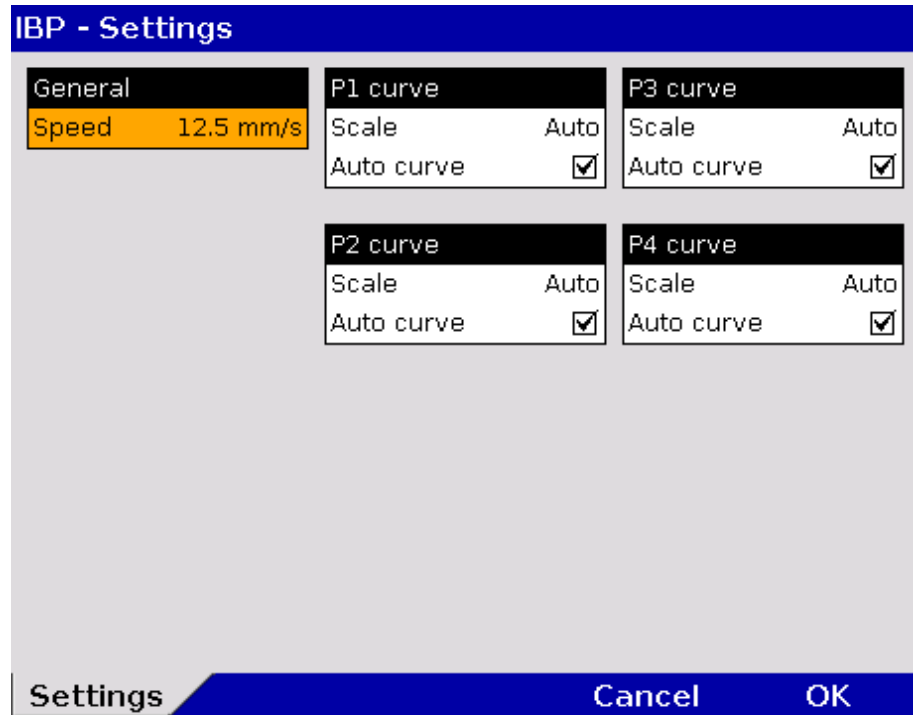 IBP - Settings
General
Speed 12.5 mm/s
P1 curve
Scale Auto
Auto curve
P2 curve
Scale Auto
Auto curve
P3 curve
Scale Auto
Auto curve
P4 curve
Scale Auto
Auto curve
Settings Cancel OK